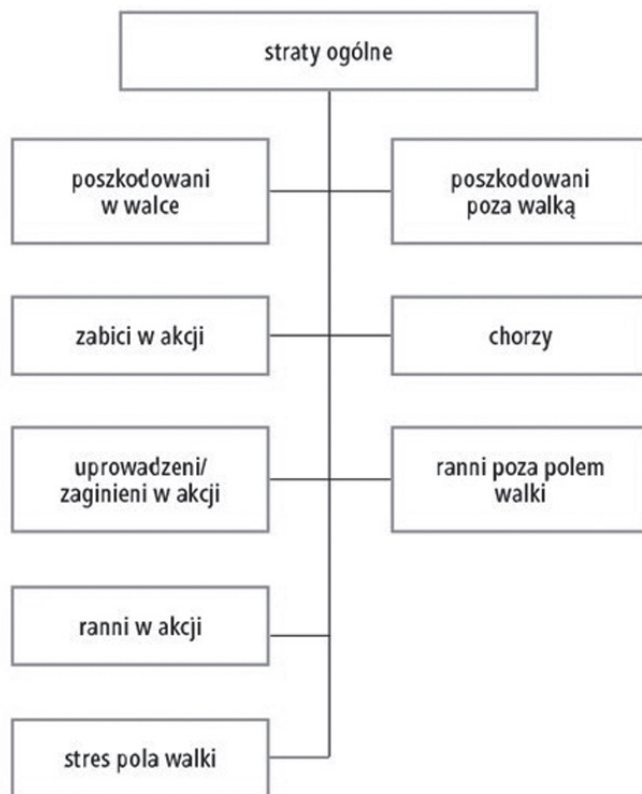 straty ogólne
poszkodowani
w walce
poszkodowani
poza walką
zabici w akcji
chorzy
uprowadzeni/
zaginieni w akcji
ranni poza polem
walki
ranni w akcji
stres pola walki